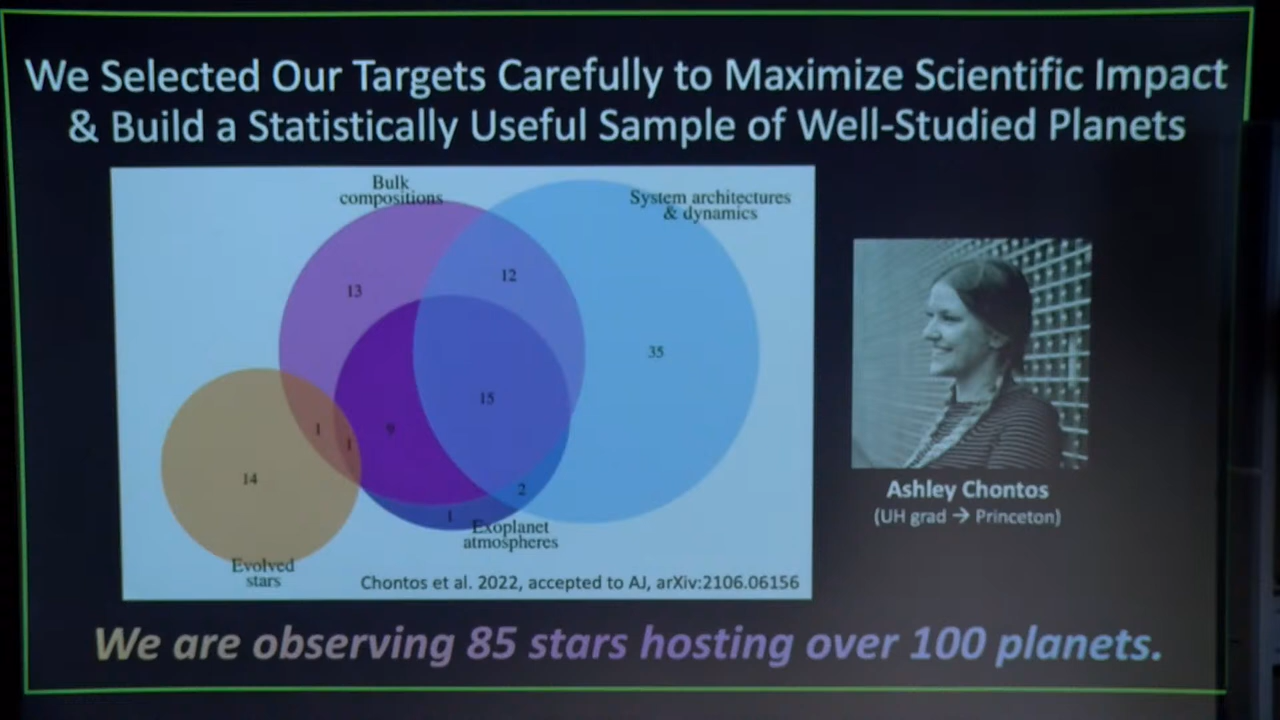 We Selected Our Targets Carefully to Maximize Scientific Impact
& Build a Statistically Useful Sample of Well-Studied Planets
Bulk
compositions
System architectures
& dynamics
13
12
35
15
1
1
9
14
2
1
Exoplanet
atmospheres
Evolved
stars
Chontos et al. 2022, accepted to AJ, arXiv:2106.06156
Ashley Chontos
(UH grad → Princeton)
We are observing 85 stars hosting over 100 planets.